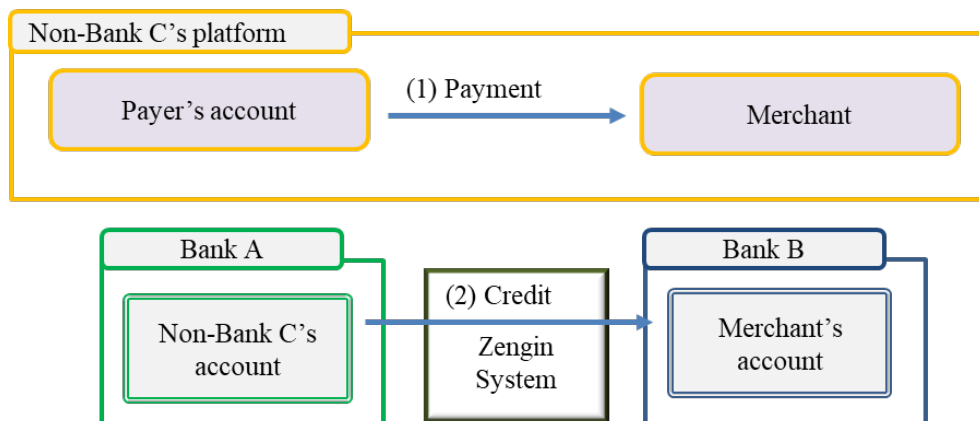 Non-Bank C’s platform
Payer’s account
(1) Payment
Merchant
Bank A
Bank B
Non-Bank C’s
account
(2) Credit
Zengin
System
Merchant’s
account